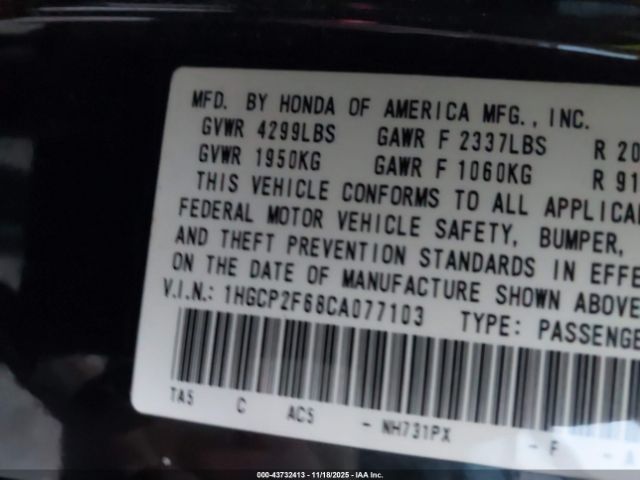 MFD. BY HONDA OF AMERICA MFG., INC.
GVWR 4299LBS GAWR F 2337LBS R 20
GVWR 1950KG GAWR F 1060KG R 91
THIS VEHICLE CONFORMS TO ALL APPLICA
FEDERAL MOTOR VEHICLE SAFETY, BUMPER,
AND THEFT PREVENTION STANDARDS IN EFFE
ON THE DATE OF MANUFACTURE SHOWN ABOVE
V.I.N.: 1HGCP2F68CA077103 TYPE: PASSENGE
TA5 C AC5 - NH731PX - F - A
000-43732413 - 11/18/2025 - IAAI, Inc.